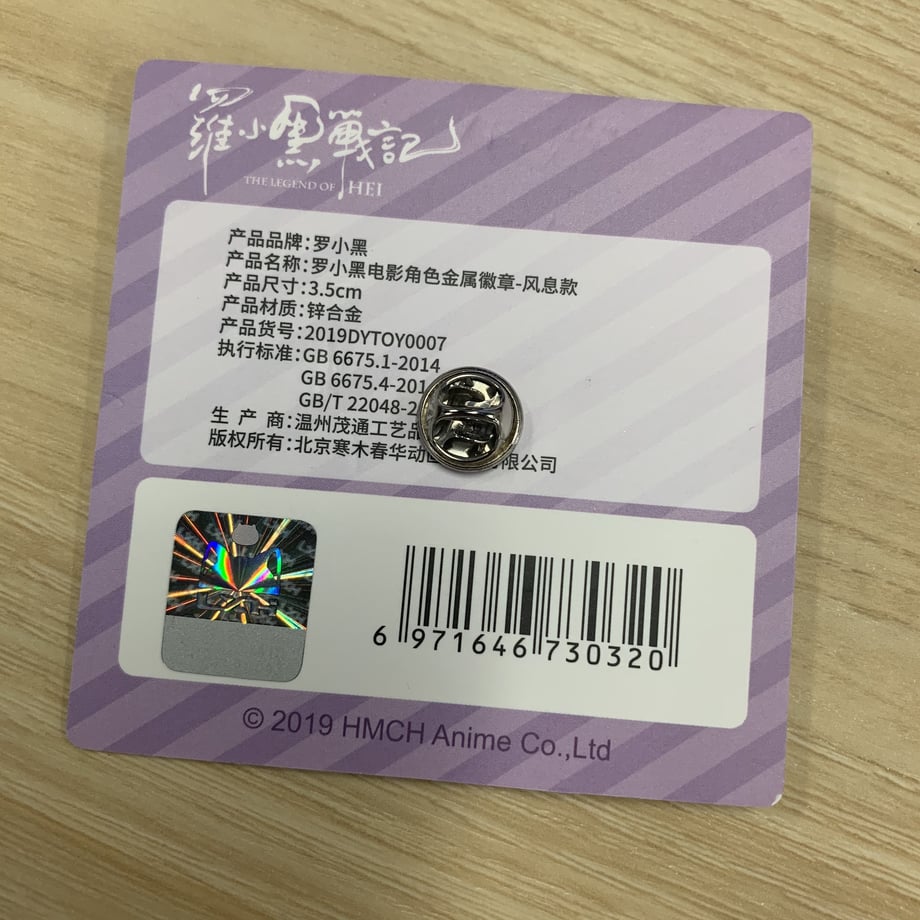 羅小黑戰記
THE LEGEND OF HEI
产品品牌：罗小黑
产品名称：罗小黑电影角色金属徽章-风息款
产品尺寸：3.5cm
产品材质：锌合金
产品货号：2019DYTOY0007
执行标准：GB 6675.1-2014
GB 6675.4-201
GB/T 22048-2
生 产 商：温州茂通工艺品
版权所有：北京寒木春华动 限公司
6 971646 730320
© 2019 HMCH Anime Co.,Ltd